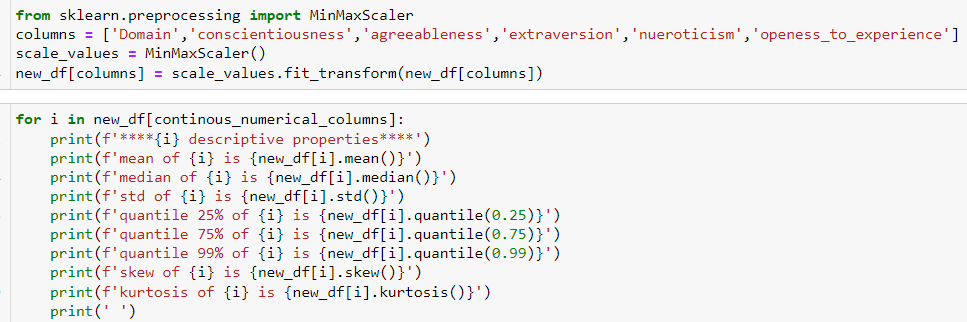 from sklearn.preprocessing import MinMaxScaler
columns = ['Domain','conscientiousness','agreeableness','extraversion','nueroticism','openess_to_experience']
scale_values = MinMaxScaler()
new_df[columns] = scale_values.fit_transform(new_df[columns])
for i in new_df[continous_numerical_columns]:
    print(f'****{i} descriptive properties****')
    print(f'mean of {i} is {new_df[i].mean()}')
    print(f'median of {i} is {new_df[i].median()}')
    print(f'std of {i} is {new_df[i].std()}')
    print(f'quantile 25% of {i} is {new_df[i].quantile(0.25)}')
    print(f'quantile 75% of {i} is {new_df[i].quantile(0.75)}')
    print(f'quantile 99% of {i} is {new_df[i].quantile(0.99)}')
    print(f'skew of {i} is {new_df[i].skew()}')
    print(f'kurtosis of {i} is {new_df[i].kurtosis()}')
    print(' ')